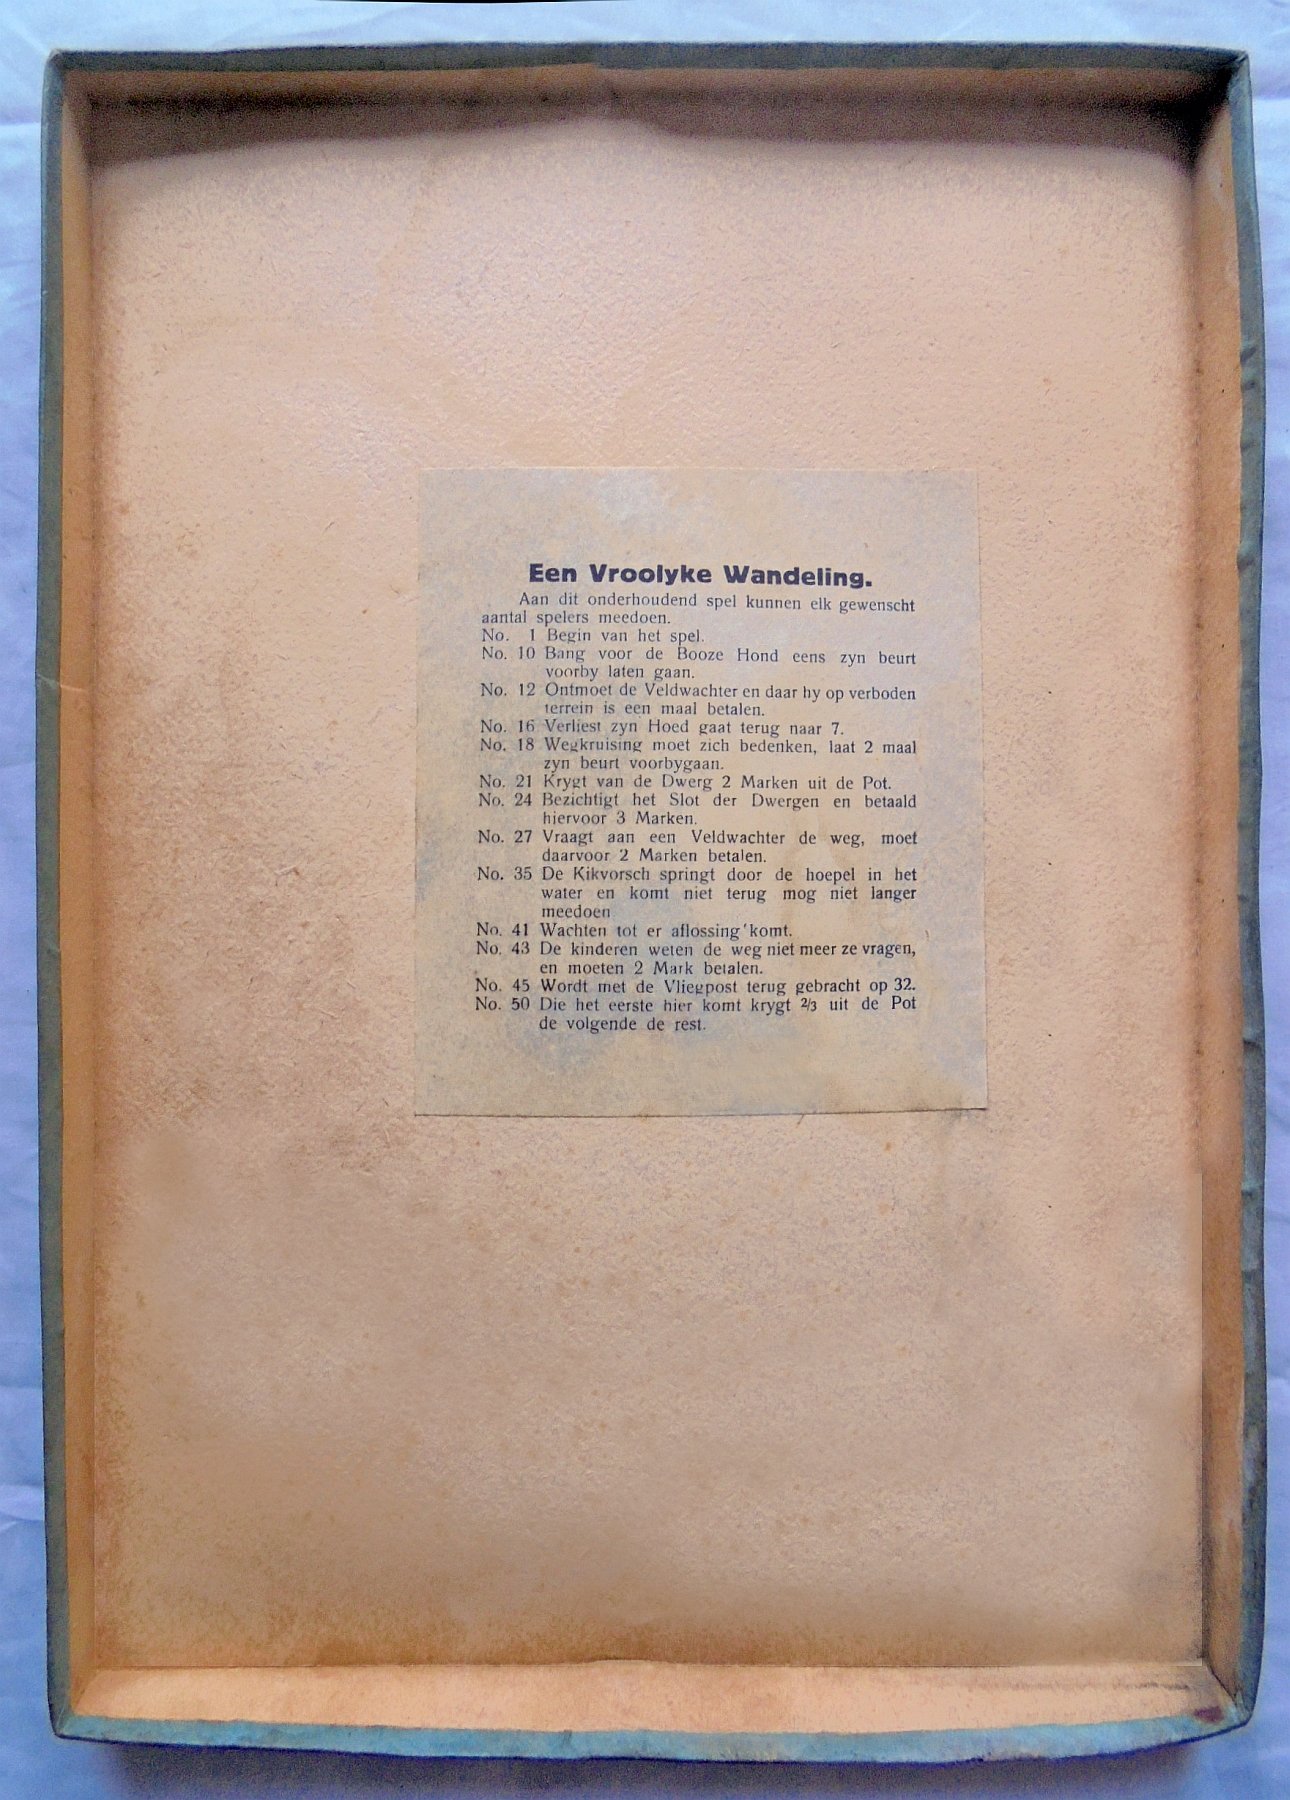 Een Vroolyke Wandeling.
Aan dit onderhoudend spel kunnen elk gewenscht
aantal spelers meedoen.
No. 1 Begin van het spel.
No. 10 Bang voor de Booze Hond eens zyn beurt
voorby laten gaan.
No. 12 Ontmoet de Veldwachter en daar hy op verboden
terrein is een maal betalen.
No. 16 Verliest zyn Hoed gaat terug naar 7.
No. 18 Wegkruising moet zich bedenken, laat 2 maal
zyn beurt voorbygaan.
No. 21 Krygt van de Dwerg 2 Marken uit de Pot.
No. 24 Bezichtigt het Slot der Dwergen en betaald
hiervoor 3 Marken.
No. 27 Vraagt aan een Veldwachter de weg, moet
daarvoor 2 Marken betalen.
No. 35 De Kikvorsch springt door de hoepel in het
water en komt niet terug mog niet langer
meedoen
No. 41 Wachten tot er aflossing komt.
No. 43 De kinderen weten de weg niet meer ze vragen,
en moeten 2 Mark betalen.
No. 45 Wordt met de Vliegpost terug gebracht op 32.
No. 50 Die het eerste hier komt krygt 2/3 uit de Pot
de volgende de rest.